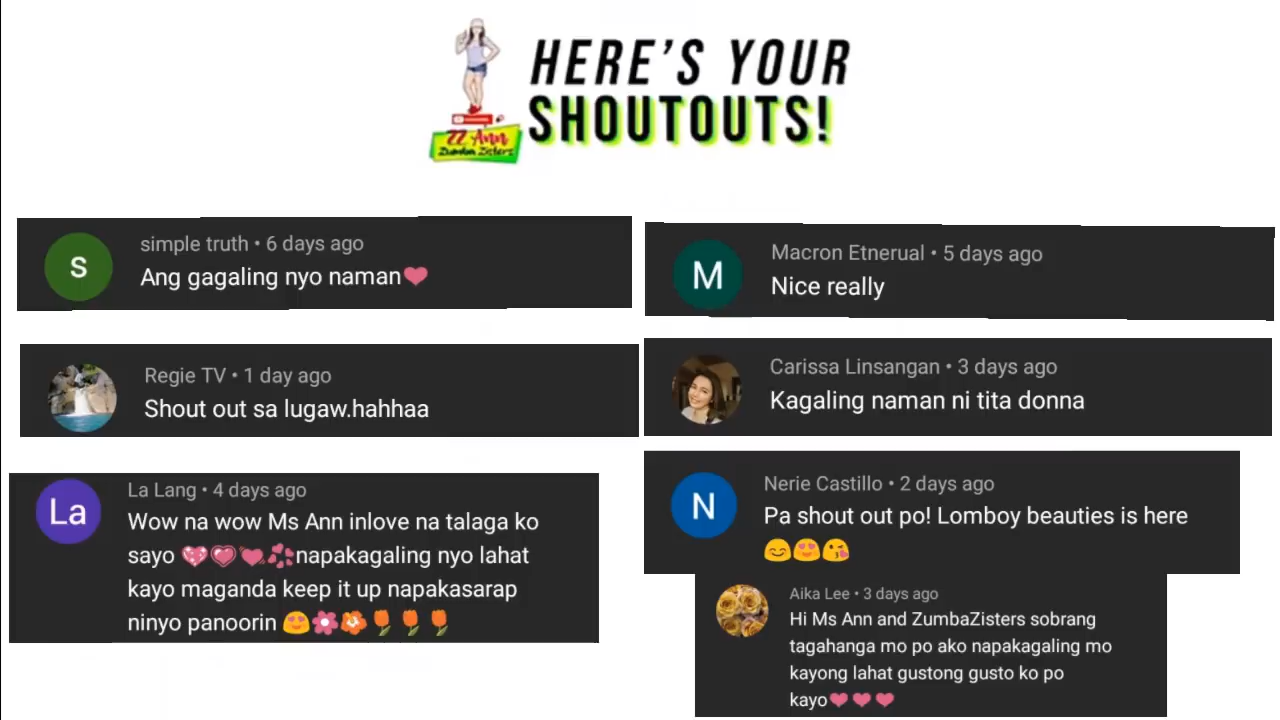 HERE'S YOUR
SHOUTOUTS!
ZZ Ann
Zumba Zisterz
S
simple truth • 6 days ago
Ang gagaling nyo naman❤
M
Macron Etnerual • 5 days ago
Nice really
Regie TV • 1 day ago
Shout out sa lugaw.hahhaa
Carissa Linsangan • 3 days ago
Kagaling naman ni tita donna
La
La Lang • 4 days ago
Wow na wow Ms Ann inlove na talaga ko
sayo 💖💗💘💞napakagaling nyo lahat
kayo maganda keep it up napakasarap
ninyo panoorin 😍🌸🌼🌷🌷🌷
N
Nerie Castillo • 2 days ago
Pa shout out po! Lomboy beauties is here
😊😍😘
Aika Lee • 3 days ago
Hi Ms Ann and ZumbaZisters sobrang
tagahanga mo po ako napakagaling mo
kayong lahat gustong gusto ko po
kayo❤❤❤